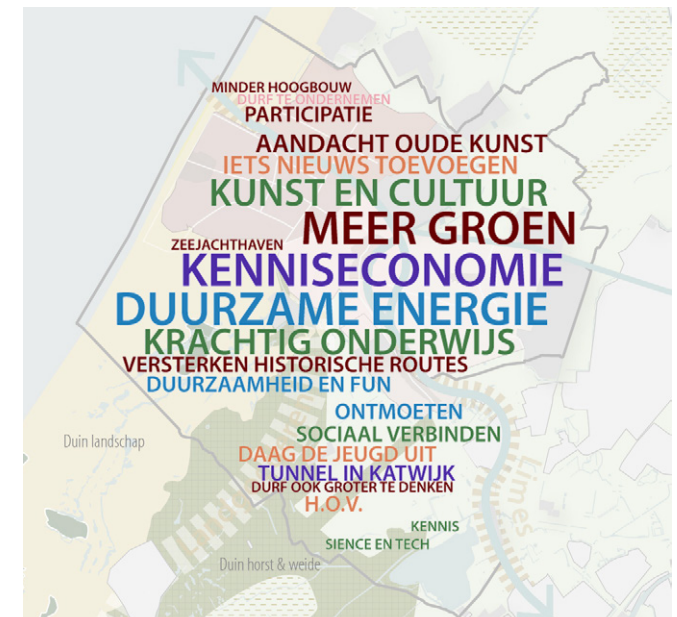 MINDER HOOGBOUW
DURF TE ONDERNEMEN
PARTICIPATIE
AANDACHT OUDE KUNST
IETS NIEUWS TOEVOEGEN
KUNST EN CULTUUR
MEER GROEN
ZEEJACHTHAVEN
KENNISECONOMIE
DUURZAME ENERGIE
KRACHTIG ONDERWIJS
VERSTERKEN HISTORISCHE ROUTES
DUURZAAMHEID EN FUN
ONTMOETEN
Duin landschap
SOCIAAL VERBINDEN
DAAG DE JEUGD UIT
TUNNEL IN KATWIJK
DURF OOK GROTER TE DENKEN
H.O.V.
Limes
KENNIS
SIENCE EN TECH
Duin horst & weide